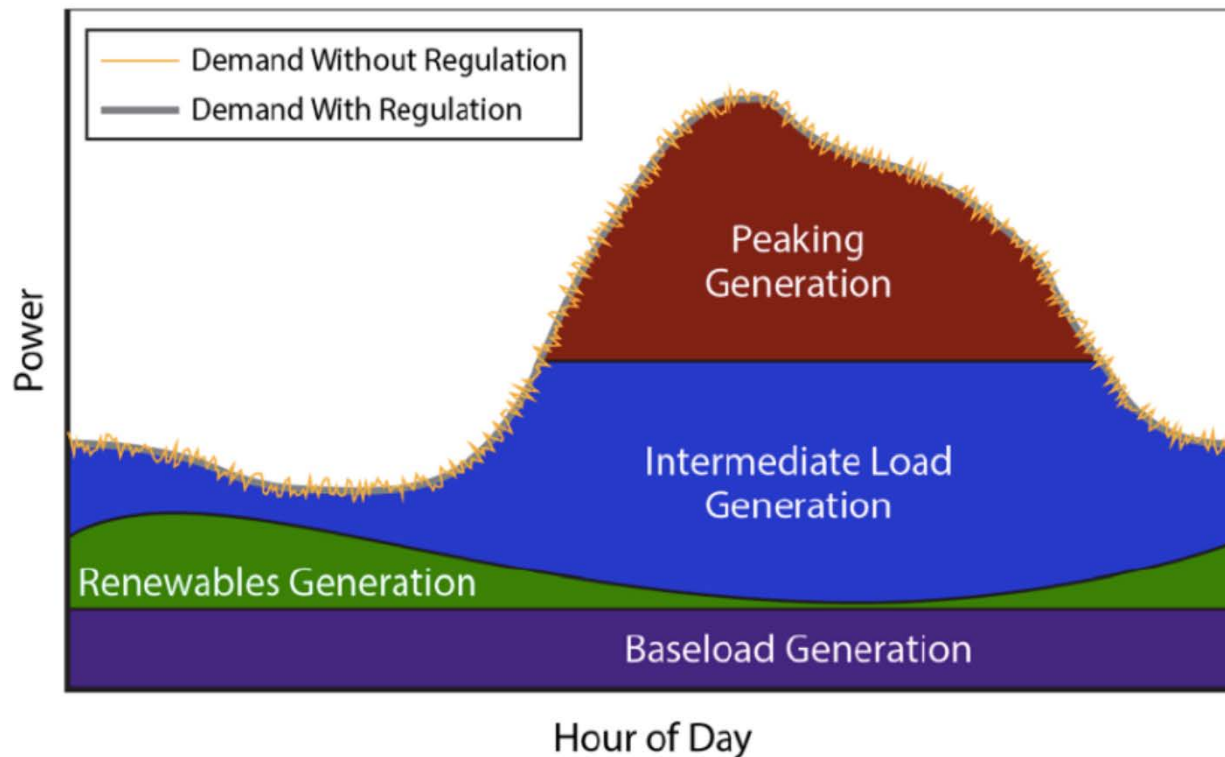 Demand Without Regulation
Demand With Regulation
Peaking
Generation
Power
Intermediate Load
Generation
Renewables Generation
Baseload Generation
Hour of Day